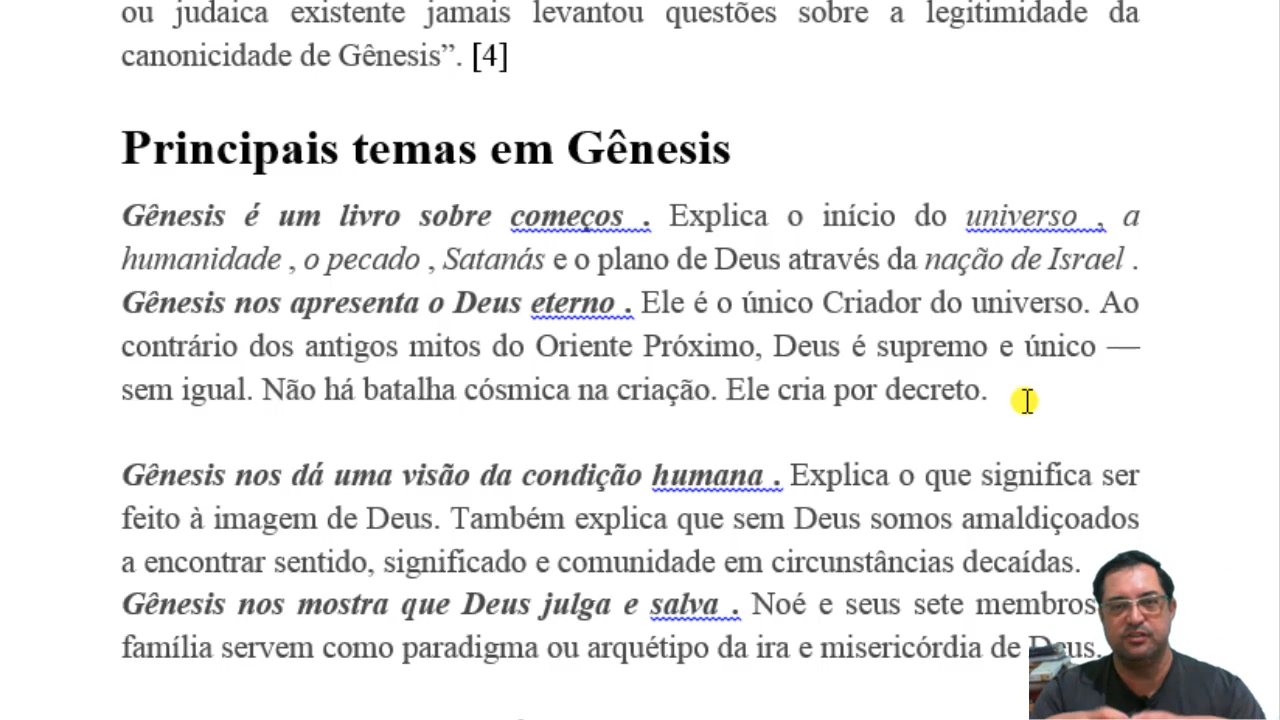 ou judaica existente jamais levantou questões sobre a legitimidade da
canonicidade de Gênesis”. [4]
Principais temas em Gênesis
Gênesis é um livro sobre começos . Explica o início do universo , a
humanidade , o pecado , Satanás e o plano de Deus através da nação de Israel .
Gênesis nos apresenta o Deus eterno . Ele é o único Criador do universo. Ao
contrário dos antigos mitos do Oriente Próximo, Deus é supremo e único —
sem igual. Não há batalha cósmica na criação. Ele cria por decreto.
Gênesis nos dá uma visão da condição humana . Explica o que significa ser
feito à imagem de Deus. Também explica que sem Deus somos amaldiçoados
a encontrar sentido, significado e comunidade em circunstâncias decaídas.
Gênesis nos mostra que Deus julga e salva . Noé e seus sete membros
família servem como paradigma ou arquétipo da ira e misericórdia de Deus.